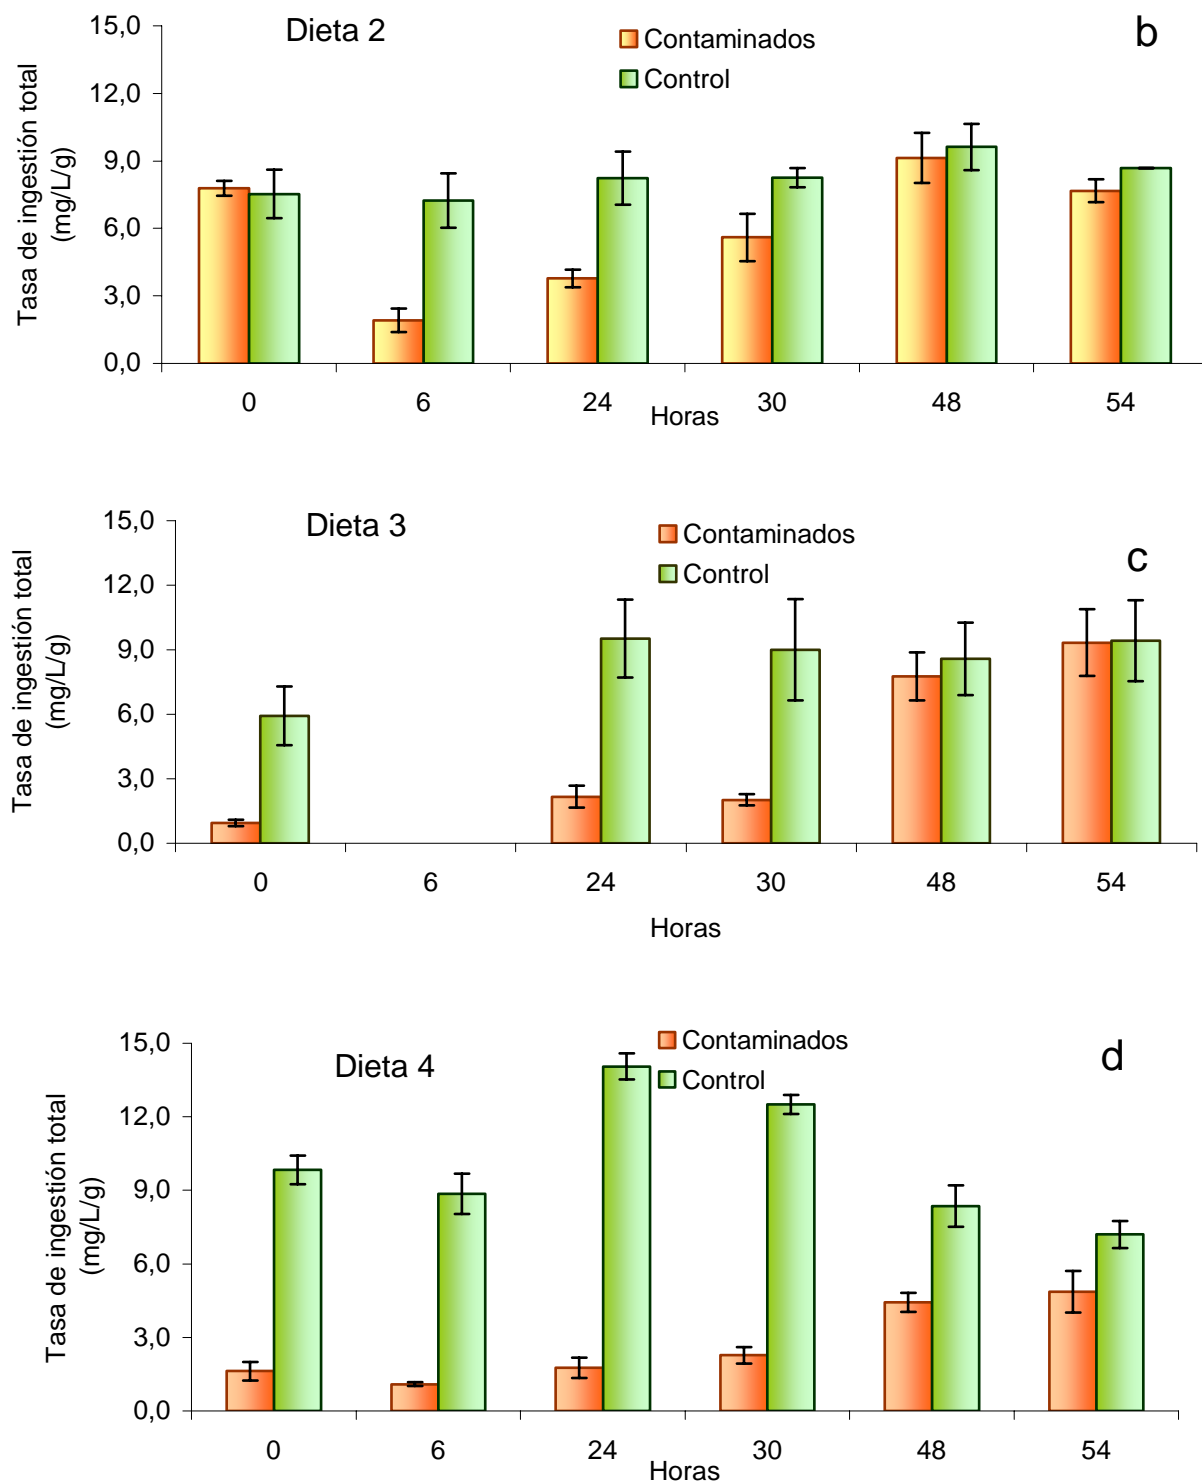 Dieta 2
Contaminados
Control
b
Tasa de ingestión total
(mg/L/g)
15,0
12,0
9,0
6,0
3,0
0,0
0 6 24 30 48 54
Horas
Dieta 3
Contaminados
Control
c
Tasa de ingestión total
(mg/L/g)
15,0
12,0
9,0
6,0
3,0
0,0
0 6 24 30 48 54
Horas
Dieta 4
Contaminados
Control
d
Tasa de ingestión total
(mg/L/g)
15,0
12,0
9,0
6,0
3,0
0,0
0 6 24 30 48 54
Horas